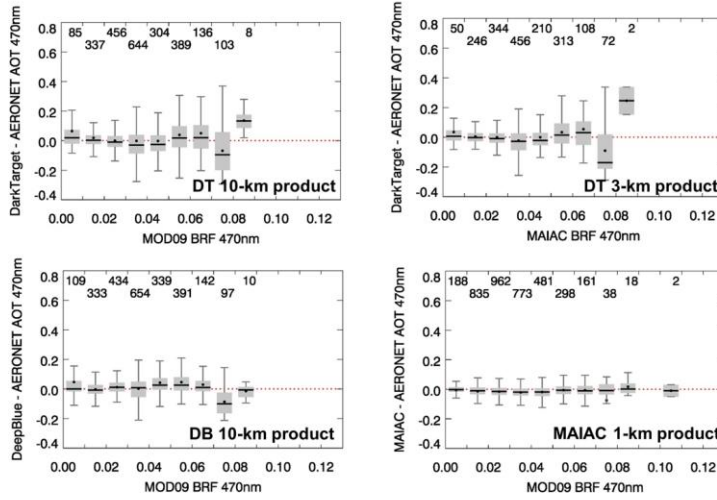 85 456 304 136 8
337 644 389 103
0.8
0.6
0.4
0.2
0.0
-0.2
-0.4
DarkTarget - AERONET AOT 470nm
DT 10-km product
0.00 0.02 0.04 0.06 0.08 0.10 0.12
MOD09 BRF 470nm
50 344 210 108 2
246 456 313 72
0.8
0.6
0.4
0.2
0.0
-0.2
-0.4
DarkTarget - AERONET AOT 470nm
DT 3-km product
0.00 0.02 0.04 0.06 0.08 0.10 0.12
MAIAC BRF 470nm
109 434 339 142 10
333 654 391 97
0.8
0.6
0.4
0.2
0.0
-0.2
-0.4
DeepBlue - AERONET AOT 470nm
DB 10-km product
0.00 0.02 0.04 0.06 0.08 0.10 0.12
MOD09 BRF 470nm
188 962 481 161 18 2
835 773 298 38
0.8
0.6
0.4
0.2
0.0
-0.2
-0.4
MAIAC - AERONET AOT 470nm
MAIAC 1-km product
0.00 0.02 0.04 0.06 0.08 0.10 0.12
MOD09 BRF 470nm